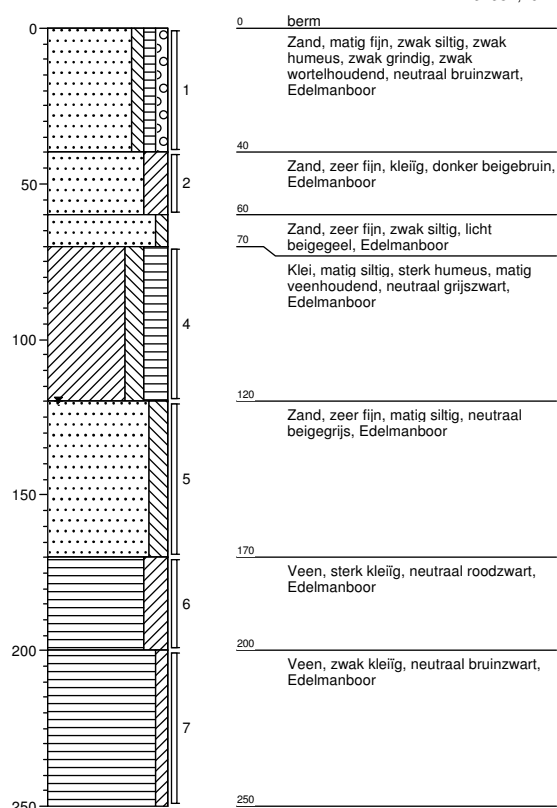 0
50
100
150
200
250
1
2
4
5
6
7
0 berm
Zand, matig fijn, zwak siltig, zwak
humeus, zwak grindig, zwak
wortelhoudend, neutraal bruinzwart,
Edelmanboor
40
Zand, zeer fijn, kleiïg, donker beigebruin,
Edelmanboor
60
Zand, zeer fijn, zwak siltig, licht
beigegeel, Edelmanboor
70
Klei, matig siltig, sterk humeus, matig
veenhoudend, neutraal grijszwart,
Edelmanboor
120
Zand, zeer fijn, matig siltig, neutraal
beigegrijs, Edelmanboor
170
Veen, sterk kleiïg, neutraal roodzwart,
Edelmanboor
200
Veen, zwak kleiïg, neutraal bruinzwart,
Edelmanboor
250